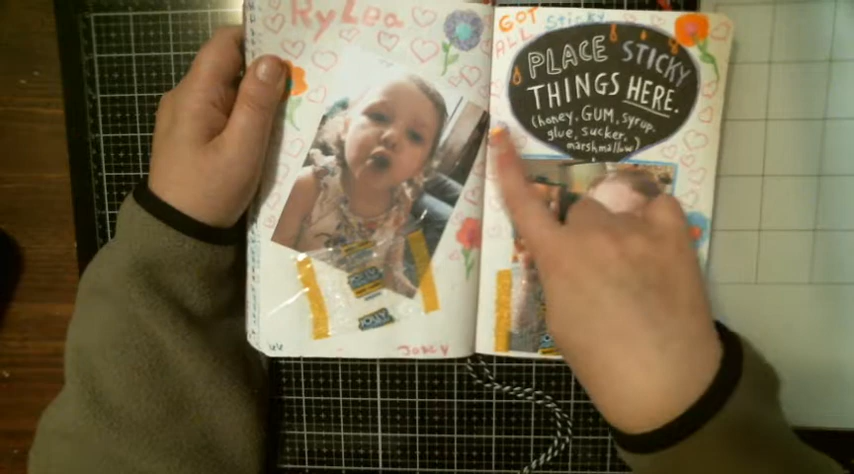 RyLea
GOT Sticky
ALL
PLACE STICKY
THINGS HERE.
(honey, GUM, syrup,
glue, sucker,
marshmallow)
JOLLY
JOLLY